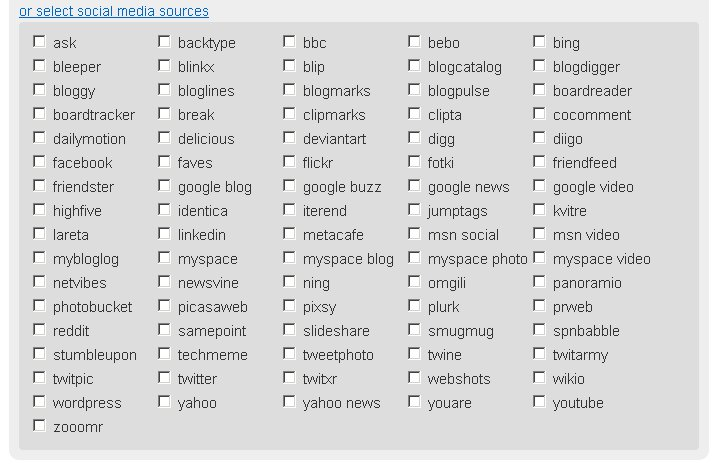 or select social media sources
ask backtype bbc bebo bing
bleeper blinkx blip blogcatalog blogdigger
bloggy bloglines blogmarks blogpulse boardreader
boardtracker break clipmarks clipta cocomment
dailymotion delicious deviantart digg diigo
facebook faves flickr fotki friendfeed
friendster google blog google buzz google news google video
highfive identica iterend jumptags kvitre
lareta linkedin metacafe msn social msn video
mybloglog myspace myspace blog myspace photo myspace video
netvibes newsvine ning omgili panoramio
photobucket picasaweb pixsy plurk prweb
reddit samepoint slideshare smugmug spnbabble
stumbleupon techmeme tweetphoto twine twitarmy
twitpic twitter twitxr webshots wikio
wordpress yahoo yahoo news youare youtube
zooomr